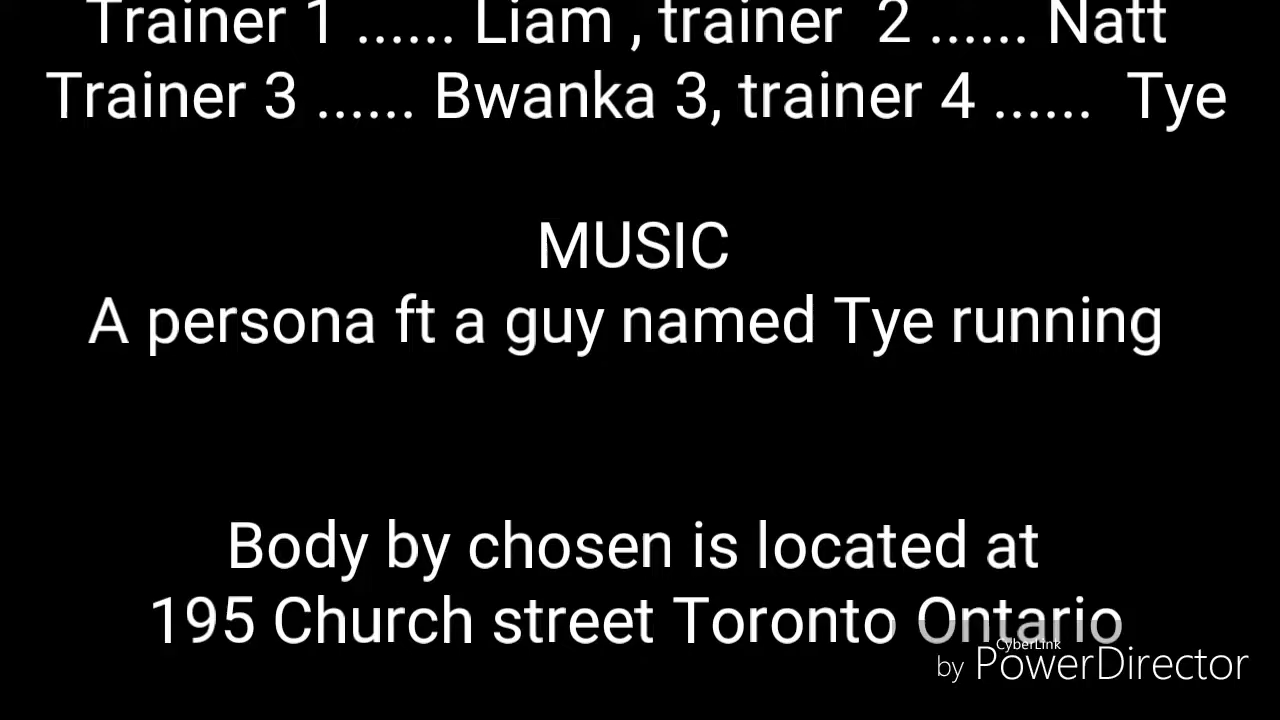 Trainer 1 ...... Liam , trainer  2 ...... Natt
Trainer 3 ...... Bwanka 3, trainer 4 ......  Tye
MUSIC
A persona ft a guy named Tye running
Body by chosen is located at
195 Church street Toronto Ontario
CyberLink
by PowerDirector